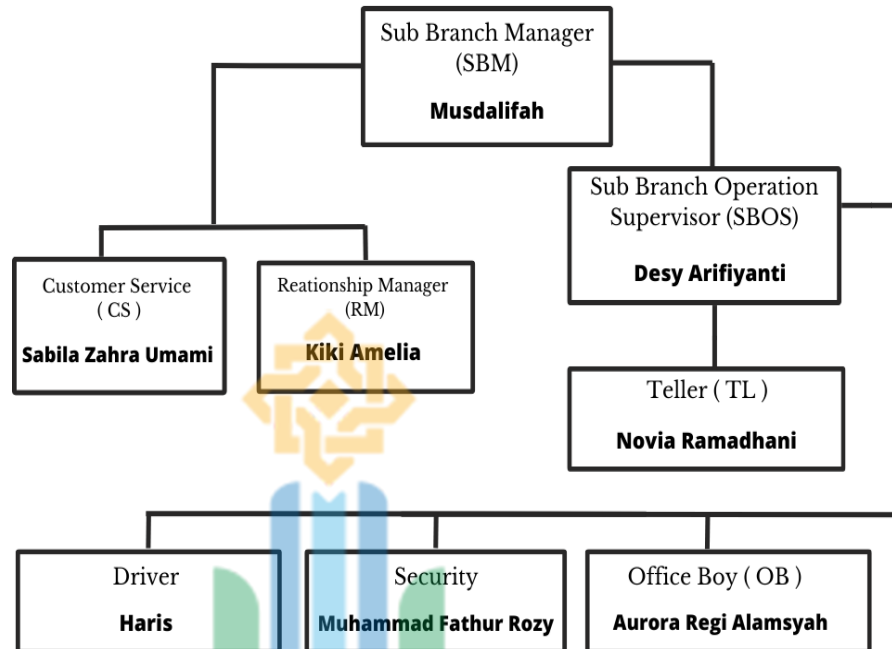 Sub Branch Manager
(SBM)
Musdalifah
Sub Branch Operation
Supervisor (SBOS)
Desy Arifiyanti
Customer Service
( CS )
Sabila Zahra Umami
Reationship Manager
(RM)
Kiki Amelia
Teller ( TL )
Novia Ramadhani
Driver
Haris
Security
Muhammad Fathur Rozy
Office Boy ( OB )
Aurora Regi Alamsyah